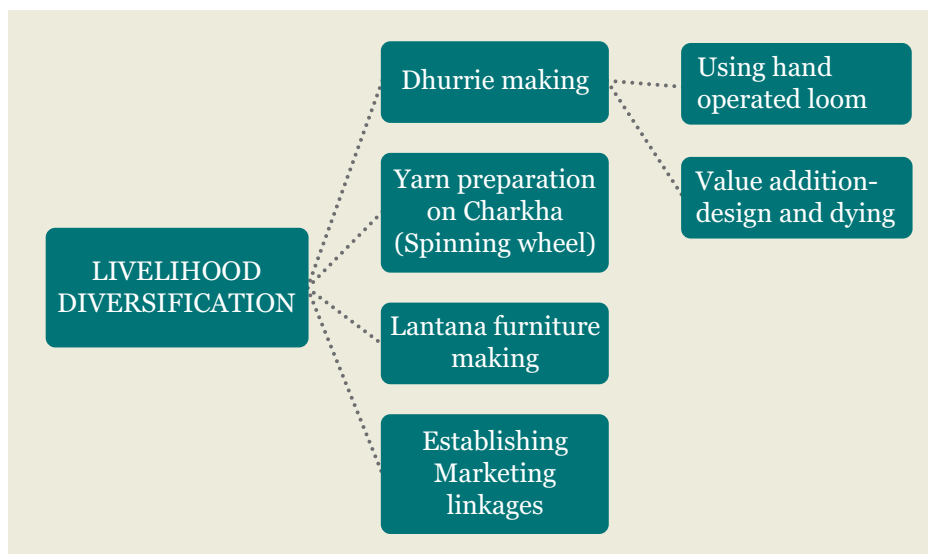 LIVELIHOOD
DIVERSIFICATION
Dhurrie making
Using hand
operated loom
Value addition-
design and dying
Yarn preparation
on Charkha
(Spinning wheel)
Lantana furniture
making
Establishing
Marketing
linkages